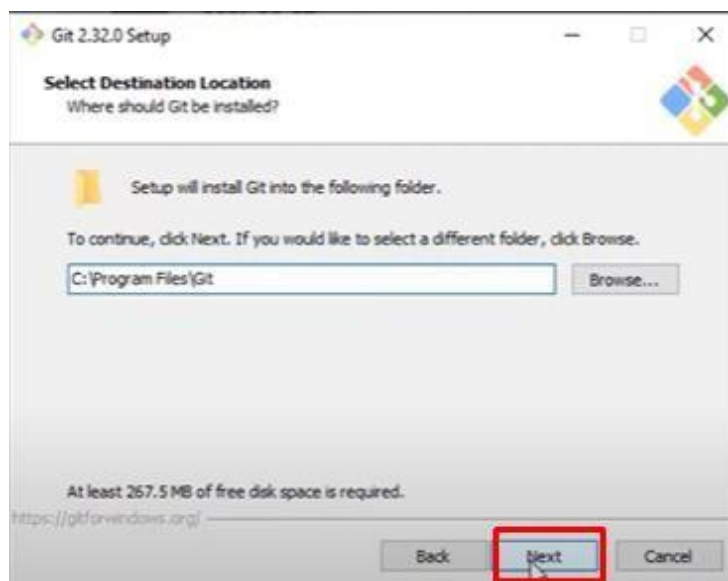 Git 2.32.0 Setup
Select Destination Location
Where should Git be installed?
Setup will install Git into the following folder.
To continue, click Next. If you would like to select a different folder, click Browse.
C:\Program Files\Git
Browse...
At least 267.5 MB of free disk space is required.
https://gitforwindows.org/
Back
Next
Cancel